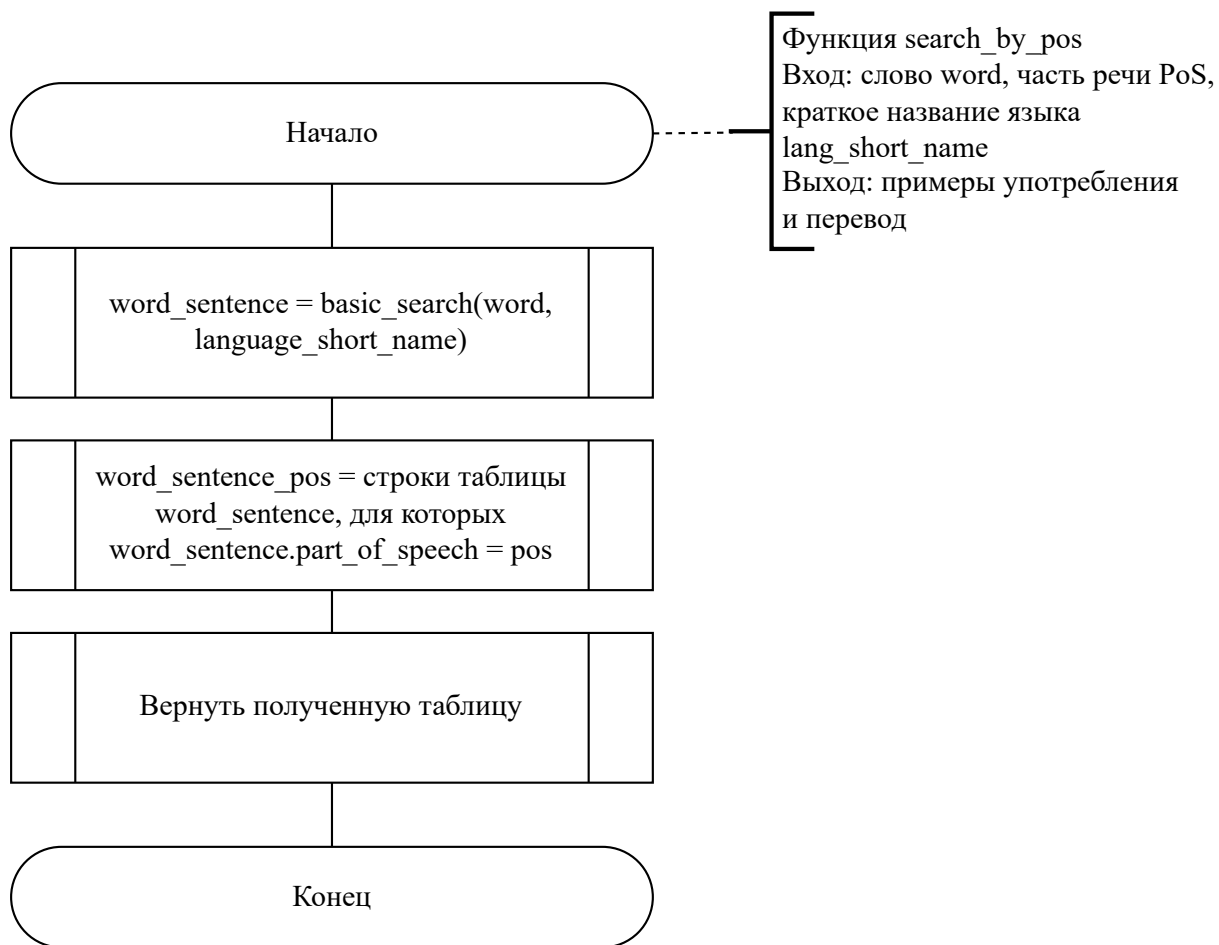 Функция search_by_pos
Вход: слово word, часть речи PoS,
краткое название языка
lang_short_name
Выход: примеры употребления
и перевод
Начало
word_sentence = basic_search(word,
language_short_name)
word_sentence_pos = строки таблицы
word_sentence, для которых
word_sentence.part_of_speech = pos
Вернуть полученную таблицу
Конец